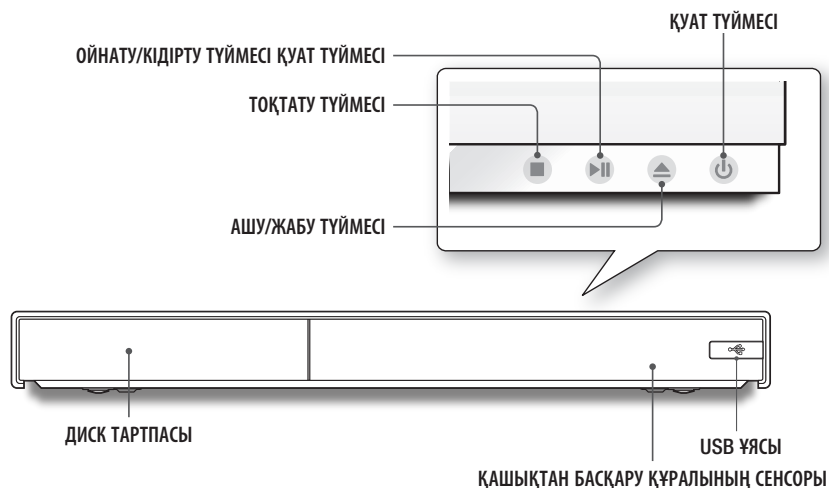 ҚУАТ ТҮЙМЕСІ
ОЙНАТУ/КІДІРТУ ТҮЙМЕСІ ҚУАТ ТҮЙМЕСІ
ТОҚТАТУ ТҮЙМЕСІ
АШУ/ЖАБУ ТҮЙМЕСІ
ДИСК ТАРТПАСЫ
USB ҰЯСЫ
ҚАШЫҚТАН БАСҚАРУ ҚҰРАЛЫНЫҢ СЕНСОРЫ